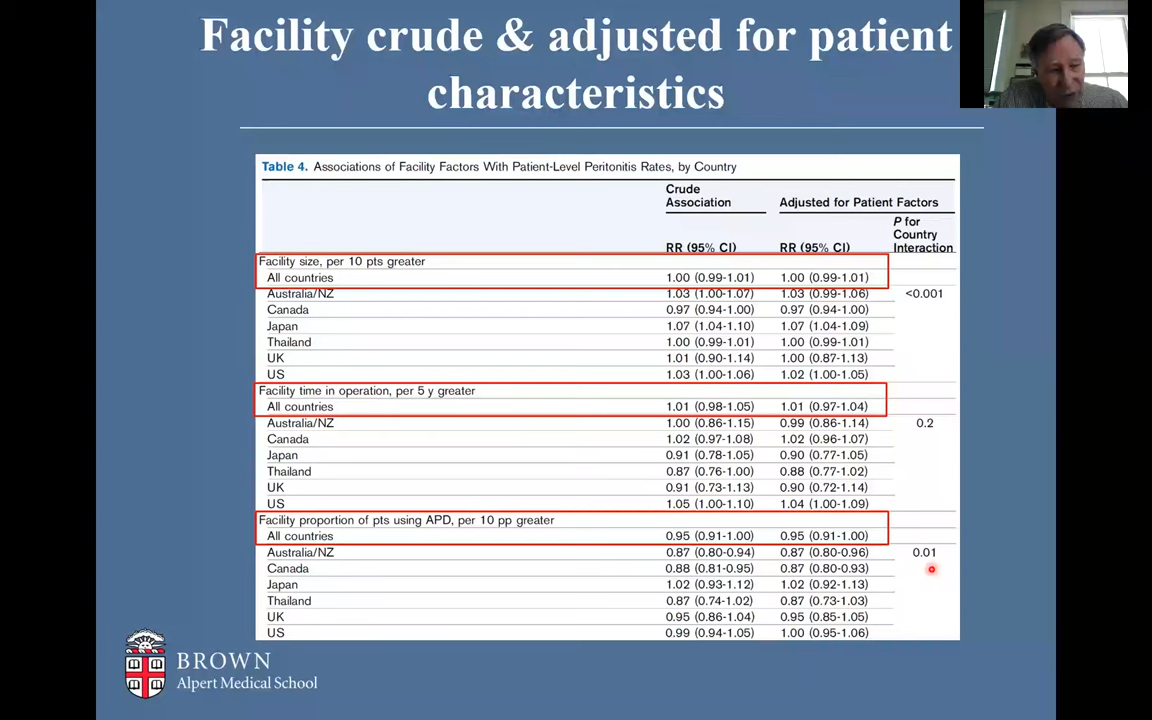 Facility crude & adjusted for patient
characteristics
Table 4. Associations of Facility Factors With Patient-Level Peritonitis Rates, by Country
Crude
Association Adjusted for Patient Factors
P for
Country
RR (95% CI) RR (95% CI) Interaction
Facility size, per 10 pts greater
All countries 1.00 (0.99-1.01) 1.00 (0.99-1.01)
Australia/NZ 1.03 (1.00-1.07) 1.03 (0.99-1.06) <0.001
Canada 0.97 (0.94-1.00) 0.97 (0.94-1.00)
Japan 1.07 (1.04-1.10) 1.07 (1.04-1.09)
Thailand 1.00 (0.99-1.01) 1.00 (0.99-1.01)
UK 1.01 (0.90-1.14) 1.00 (0.87-1.13)
US 1.03 (1.00-1.06) 1.02 (1.00-1.05)
Facility time in operation, per 5 y greater
All countries 1.01 (0.98-1.05) 1.01 (0.97-1.04)
Australia/NZ 1.00 (0.86-1.15) 0.99 (0.86-1.14) 0.2
Canada 1.02 (0.97-1.08) 1.02 (0.96-1.07)
Japan 0.91 (0.78-1.05) 0.90 (0.77-1.05)
Thailand 0.87 (0.76-1.00) 0.88 (0.77-1.02)
UK 0.91 (0.73-1.13) 0.90 (0.72-1.14)
US 1.05 (1.00-1.10) 1.04 (1.00-1.09)
Facility proportion of pts using APD, per 10 pp greater
All countries 0.95 (0.91-1.00) 0.95 (0.91-1.00)
Australia/NZ 0.87 (0.80-0.94) 0.87 (0.80-0.96) 0.01
Canada 0.88 (0.81-0.95) 0.87 (0.80-0.93)
Japan 1.02 (0.93-1.12) 1.02 (0.92-1.13)
Thailand 0.87 (0.74-1.02) 0.87 (0.73-1.03)
UK 0.95 (0.86-1.04) 0.95 (0.85-1.05)
US 0.99 (0.94-1.05) 1.00 (0.95-1.06)
BROWN
Alpert Medical School